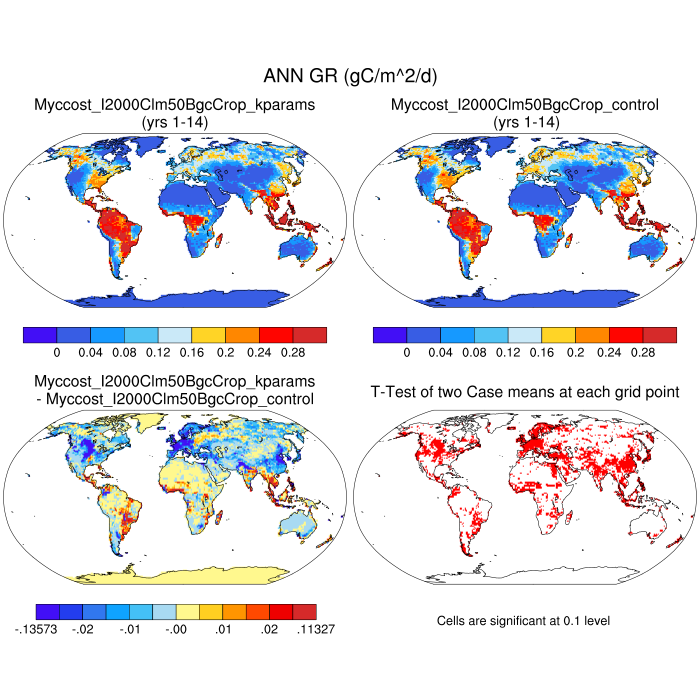 ANN GR (gC/m^2/d)
Myccost_I2000Clm50BgcCrop_kparams
(yrs 1-14)
Myccost_I2000Clm50BgcCrop_control
(yrs 1-14)
0 0.04 0.08 0.12 0.16 0.2 0.24 0.28
0 0.04 0.08 0.12 0.16 0.2 0.24 0.28
Myccost_I2000Clm50BgcCrop_kparams
- Myccost_I2000Clm50BgcCrop_control
T-Test of two Case means at each grid point
-.13573 -.02 -.01 -.00 .01 .02 .11327
Cells are significant at 0.1 level